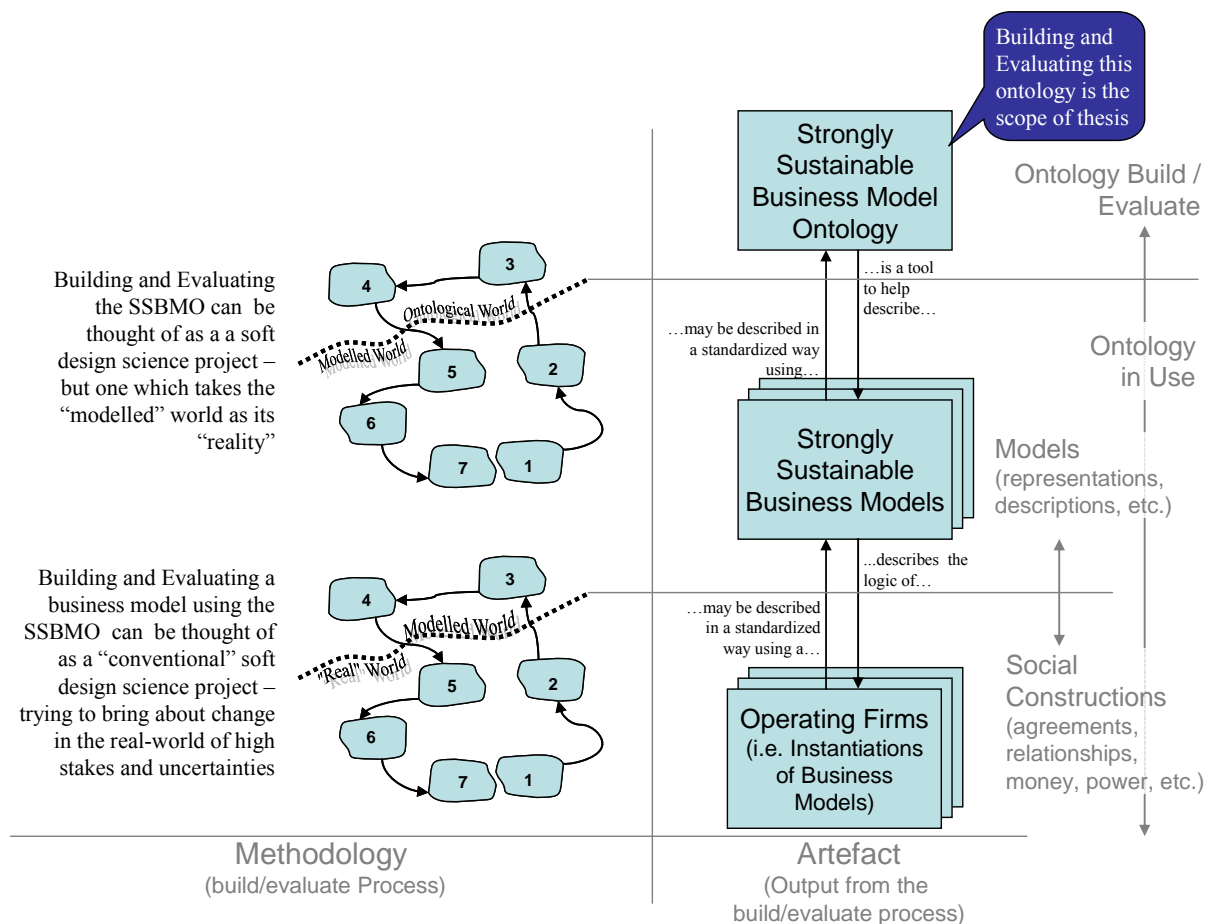 Building and
Evaluating this
ontology is the
scope of thesis
Strongly
Sustainable
Business Model
Ontology
Ontology Build /
Evaluate
Building and Evaluating
the SSBMO can  be
thought of as a a soft
design science project –
but one which takes the
“modelled” world as its
“reality”
3
4
Ontological World
Modelled World
5
2
6
7
1
…is a tool
to help
describe…
…may be described in
a standardized way
using…
Ontology
in Use
Strongly
Sustainable
Business Models
Models
(representations,
descriptions, etc.)
Building and Evaluating a
business model using the
SSBMO  can  be thought of
as a “conventional” soft
design science project –
trying to bring about change
in the real-world of high
stakes and uncertainties
3
4
Modelled World
"Real" World
5
2
6
7
1
...describes  the
logic of…
…may be described
in a standardized
way using a…
Operating Firms
(i.e. Instantiations
of Business
Models)
Social
Constructions
(agreements,
relationships,
money, power, etc.)
Methodology
(build/evaluate Process)
Artefact
(Output from the
build/evaluate process)